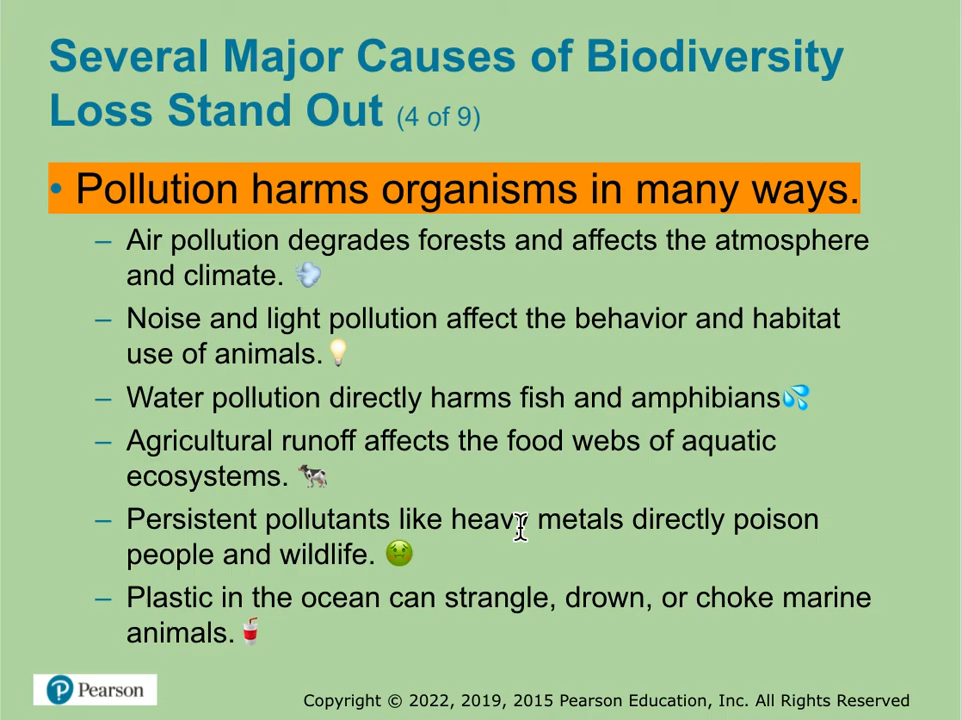 Several Major Causes of Biodiversity
Loss Stand Out (4 of 9)
• Pollution harms organisms in many ways.
– Air pollution degrades forests and affects the atmosphere
and climate. 💨
– Noise and light pollution affect the behavior and habitat
use of animals.💡
– Water pollution directly harms fish and amphibians💦
– Agricultural runoff affects the food webs of aquatic
ecosystems. 🐄
– Persistent pollutants like heavy metals directly poison
people and wildlife. 🤢
– Plastic in the ocean can strangle, drown, or choke marine
animals.🥤
Pearson
Copyright © 2022, 2019, 2015 Pearson Education, Inc. All Rights Reserved